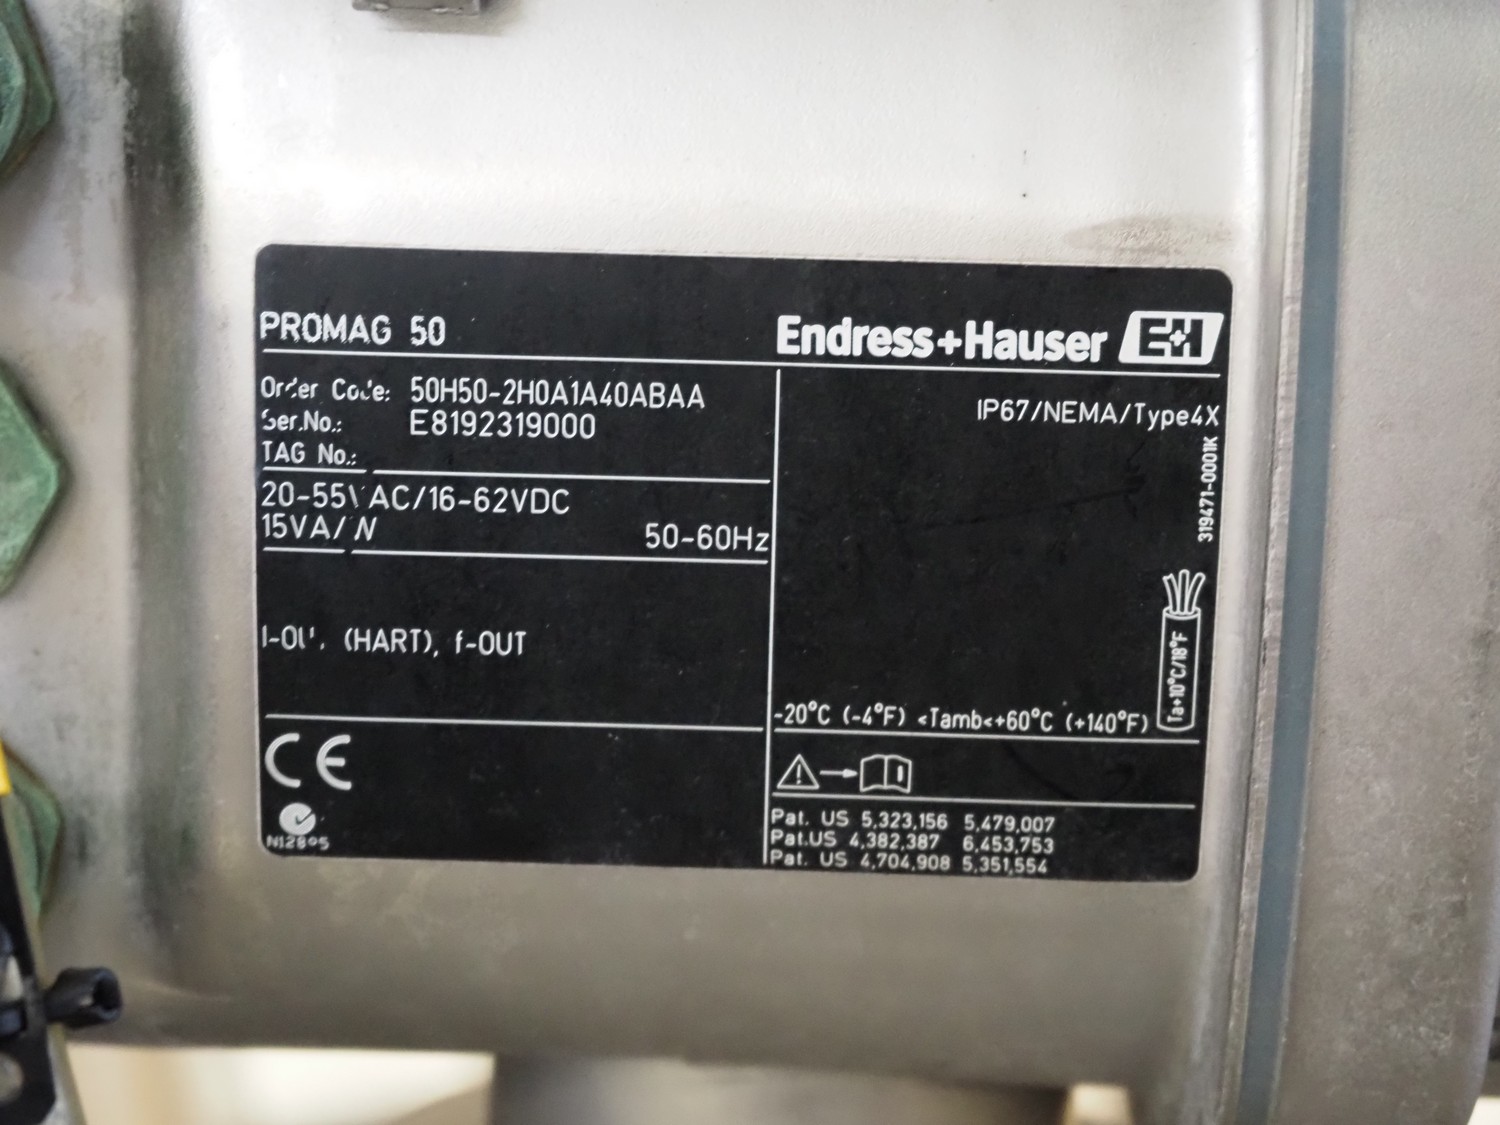 PROMAG 50
Endress+Hauser E+H
Order Code: 50H50-2H0A1A40ABAA
Ser.No.: E8192319000
TAG No.:
20-55V AC/16-62VDC
15VA/ 50-60Hz
(HART), f-OUT
CE
IP67/NEMA/Type4X
319471-0001K
Ta+10°C/18°F
-20°C (-4°F) <Tamb<+60°C (+140°F)
Pat. US 5,323,156 5,479,007
Pat.US 4,382,387 6,453,753
Pat. US 4,704,908 5,351,554